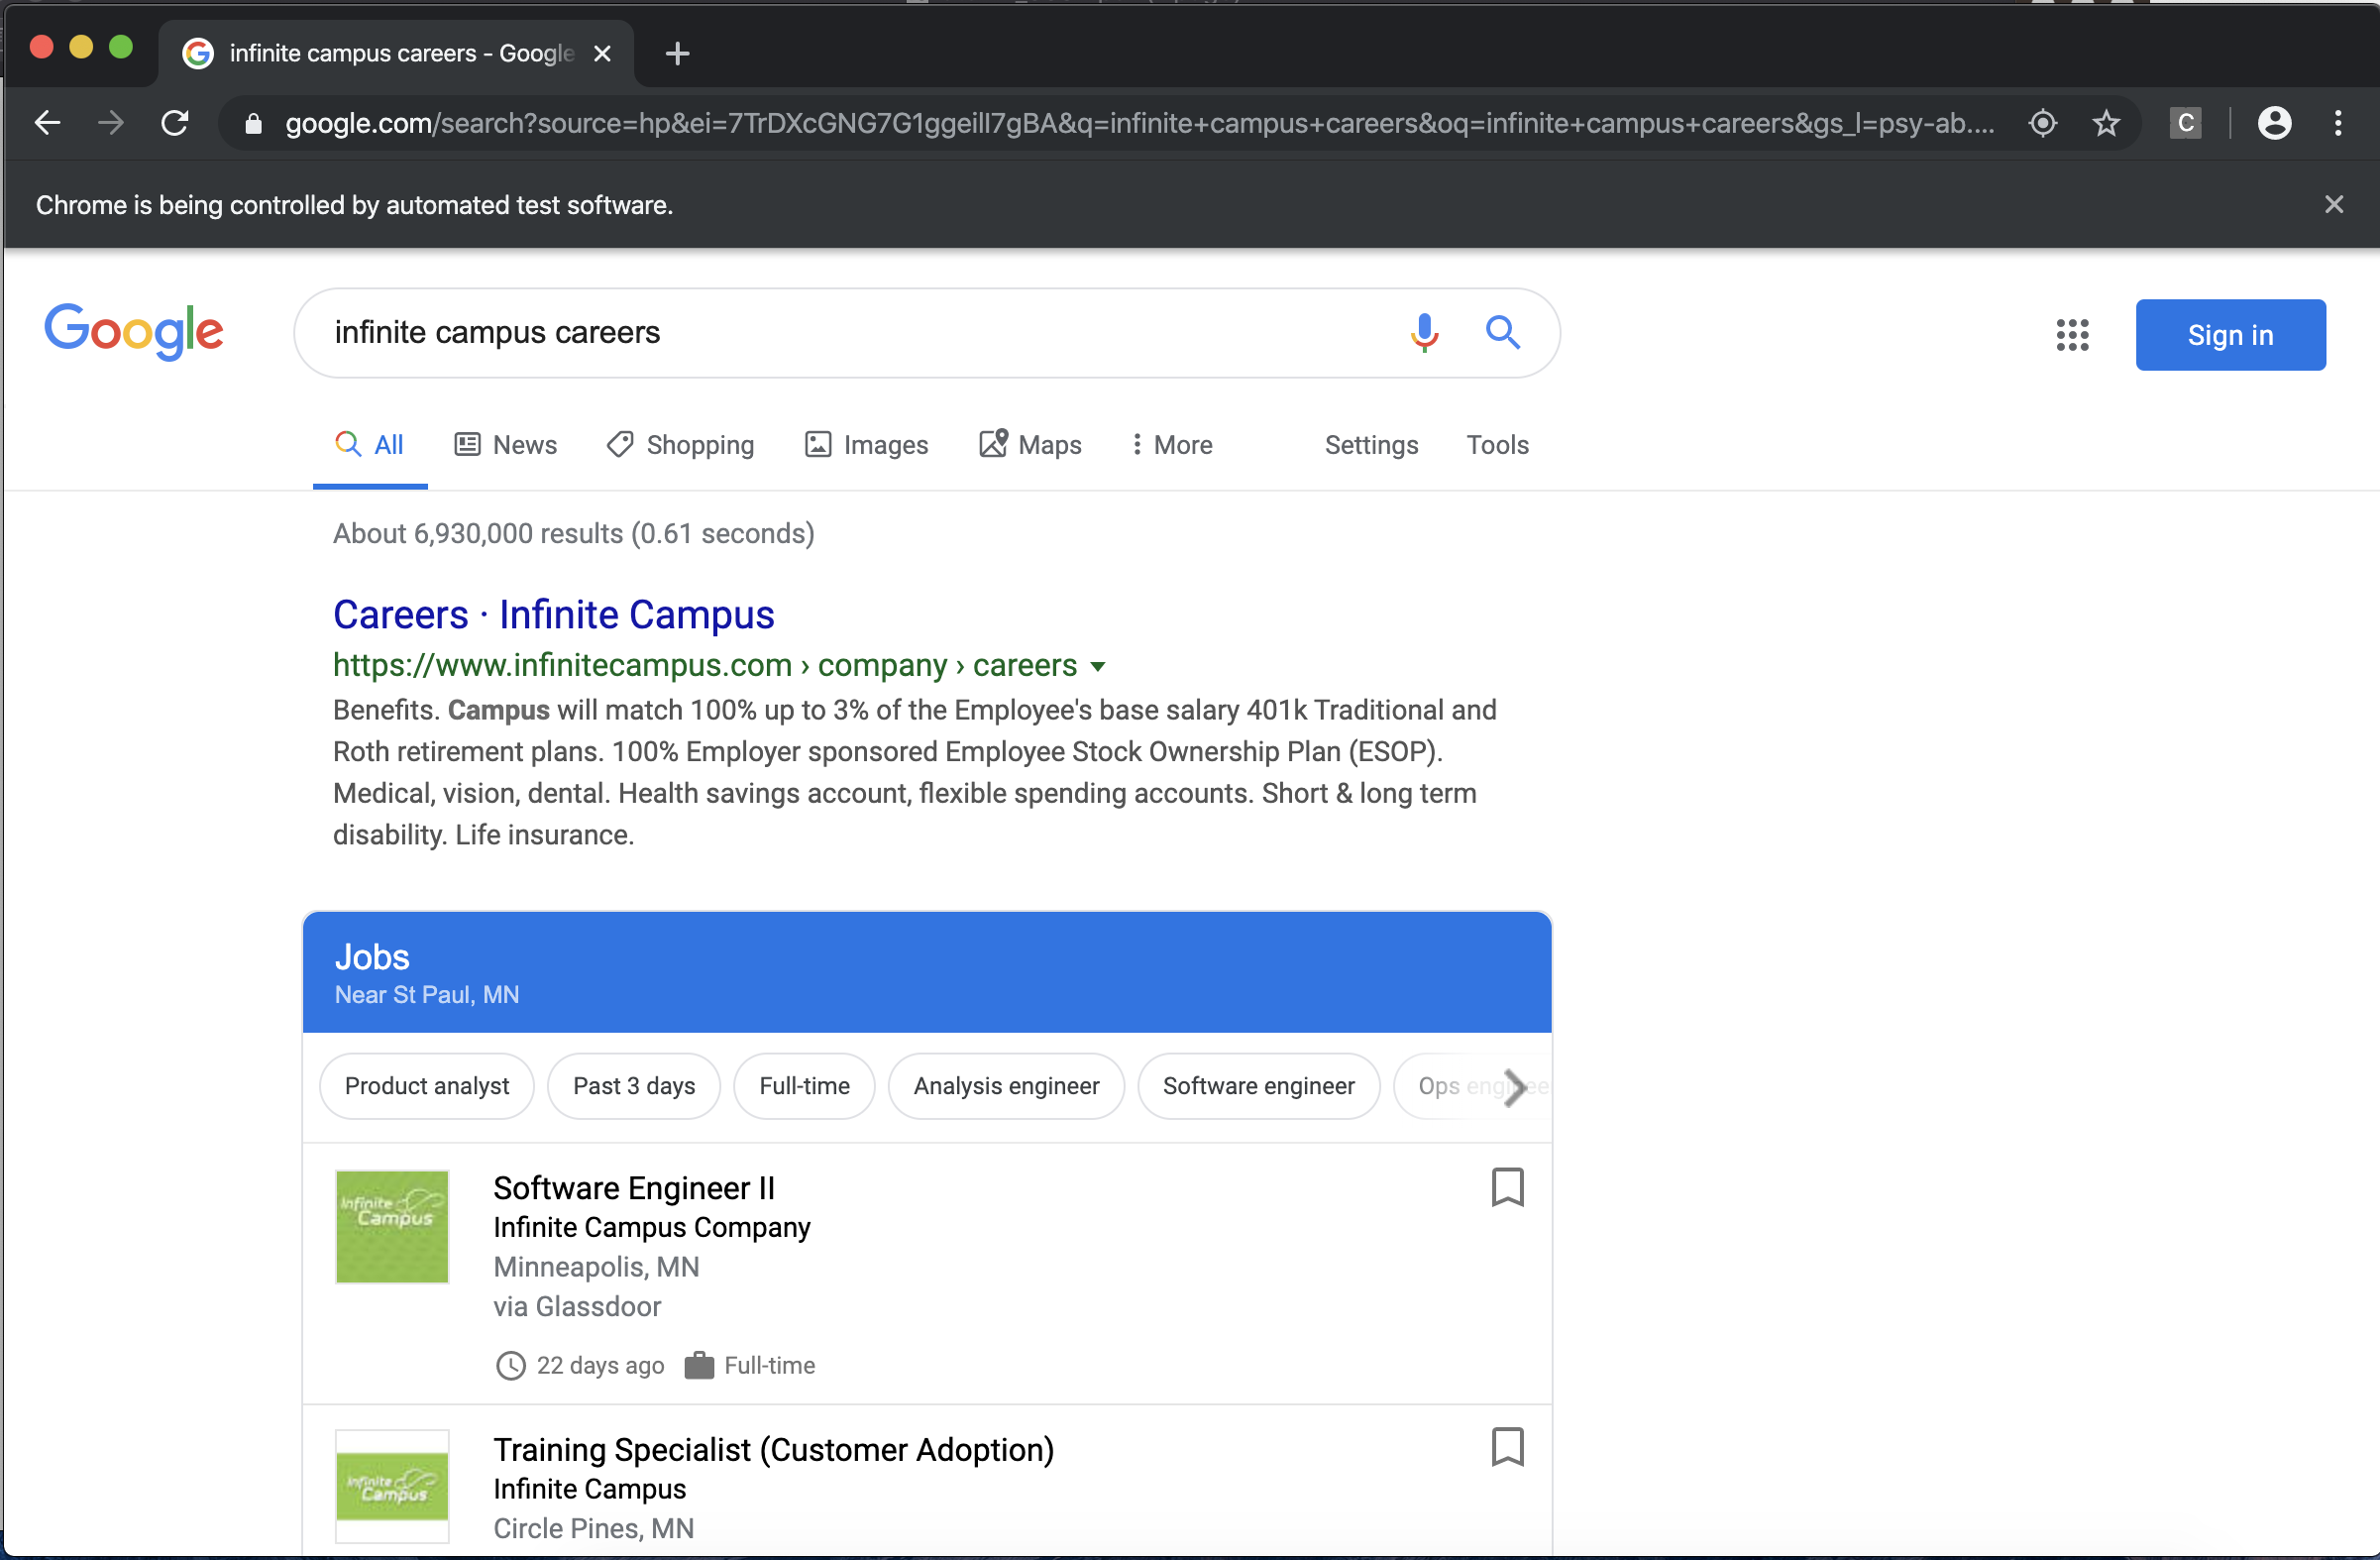 infinite campus careers - Google
google.com/search?source=hp&ei=7TrDXcGNG7G1ggeiIl7gBA&q=infinite+campus+careers&oq=infinite+campus+careers&gs_l=psy-ab....
C
Chrome is being controlled by automated test software.
Google
infinite campus careers
Sign in
All
News
Shopping
Images
Maps
More
Settings
Tools
About 6,930,000 results (0.61 seconds)
Careers · Infinite Campus
https://www.infinitecampus.com › company › careers
Benefits. Campus will match 100% up to 3% of the Employee's base salary 401k Traditional and
Roth retirement plans. 100% Employer sponsored Employee Stock Ownership Plan (ESOP).
Medical, vision, dental. Health savings account, flexible spending accounts. Short & long term
disability. Life insurance.
Jobs
Near St Paul, MN
Product analyst
Past 3 days
Full-time
Analysis engineer
Software engineer
Ops enginee
Infinite Campus
Software Engineer II
Infinite Campus Company
Minneapolis, MN
via Glassdoor
22 days ago
Full-time
Infinite Campus
Training Specialist (Customer Adoption)
Infinite Campus
Circle Pines, MN